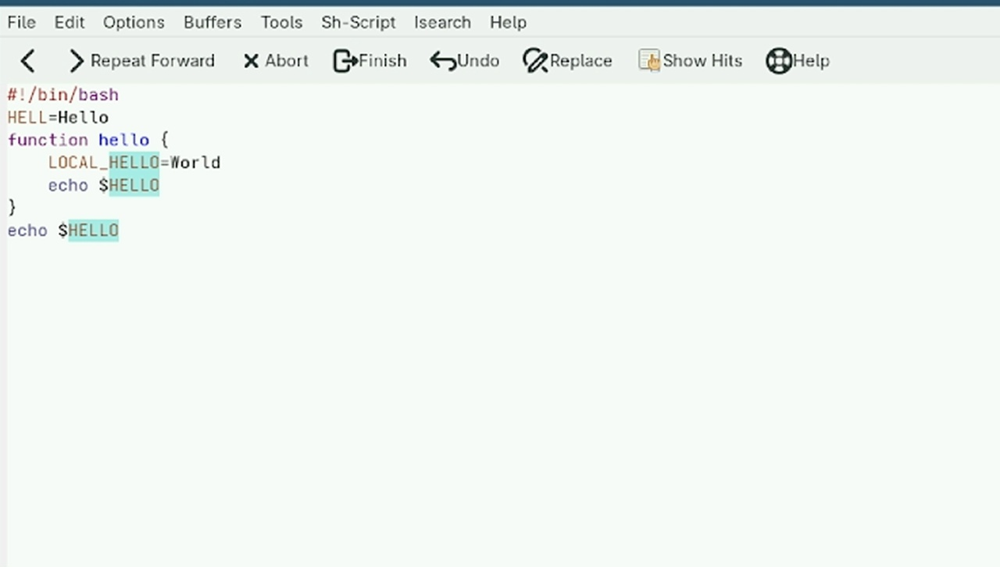 File Edit Options Buffers Tools Sh-Script Isearch Help
Repeat Forward Abort Finish Undo Replace Show Hits Help
#!/bin/bash
HELL=Hello
function hello {
    LOCAL_HELLO=World
    echo $HELLO
}
echo $HELLO